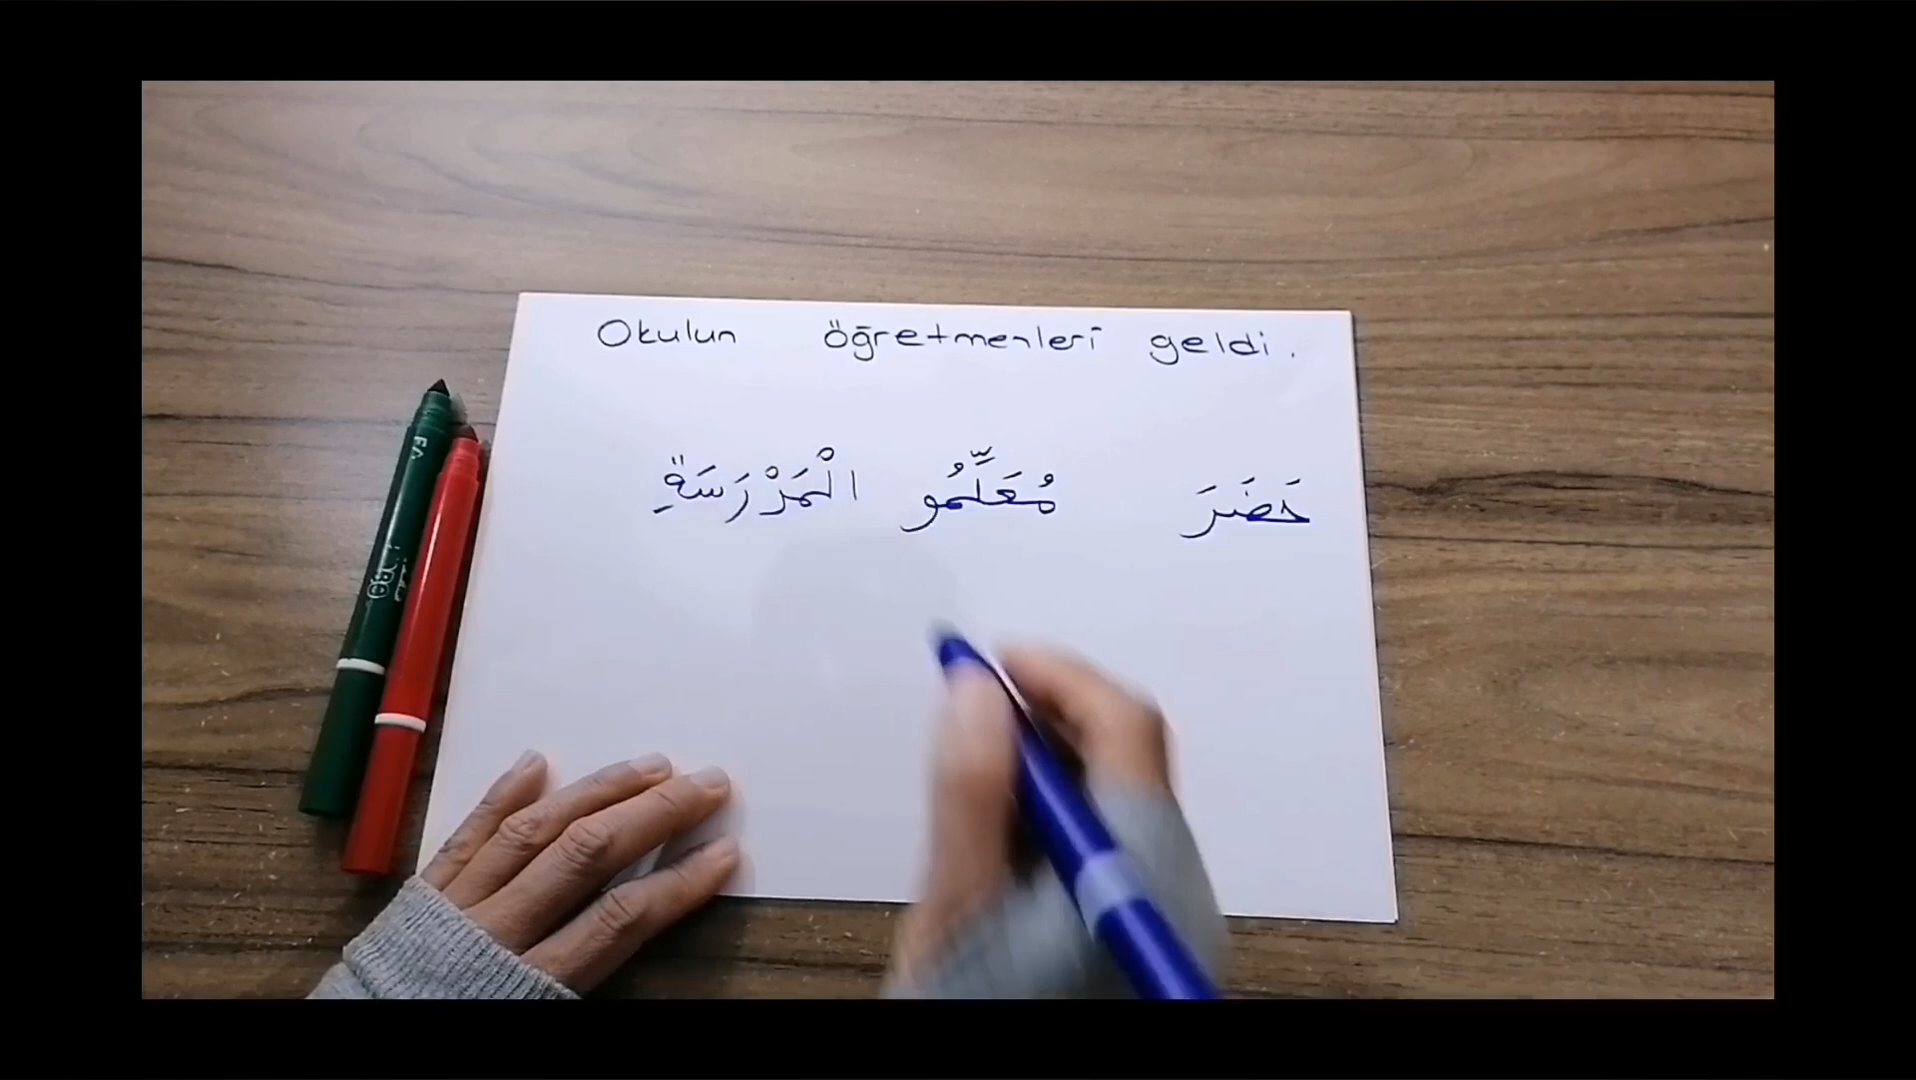 Okulun öğretmenleri geldi.
حَضَرَ مُعَلِّمُو الْمَدْرَسَةِ